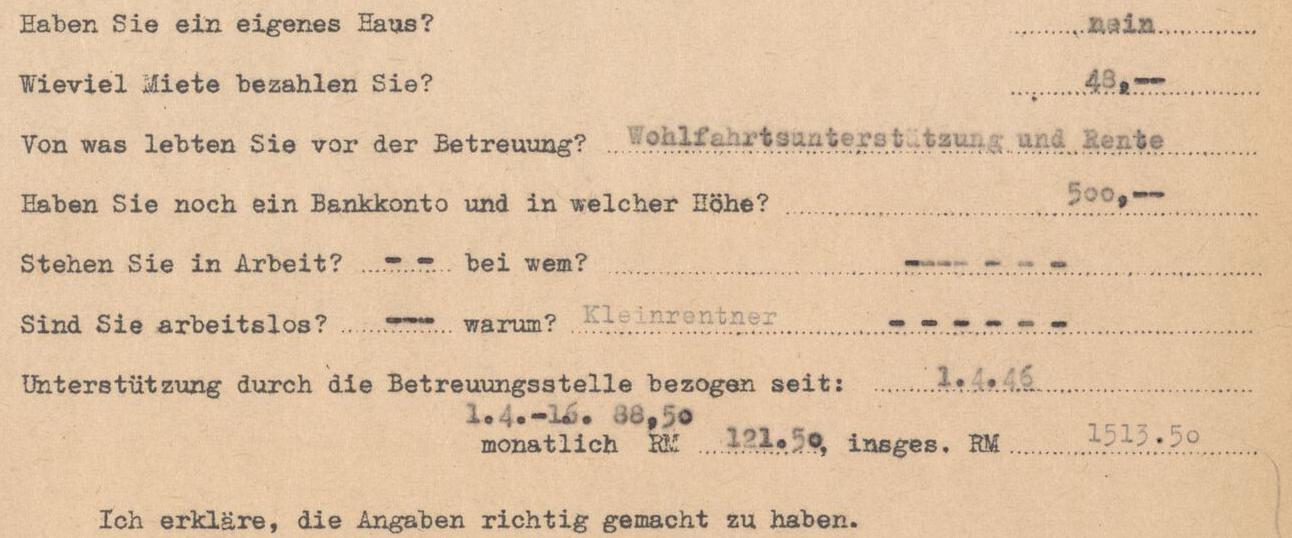 Haben Sie ein eigenes Haus? nein
Wieviel Miete bezahlen Sie? 48,--
Von was lebten Sie vor der Betreuung? Wohlfahrtsunterstützung und Rente
Haben Sie noch ein Bankkonto und in welcher Höhe? 500,--
Stehen Sie in Arbeit? - - bei wem? ---- - - -
Sind Sie arbeitslos? --- warum? Kleinrentner - - - - - -
Unterstützung durch die Betreuungsstelle bezogen seit: 1.4.46
1.4.-16. 88,50
monatlich RM 121.50, insges. RM 1513.50
Ich erkläre, die Angaben richtig gemacht zu haben.